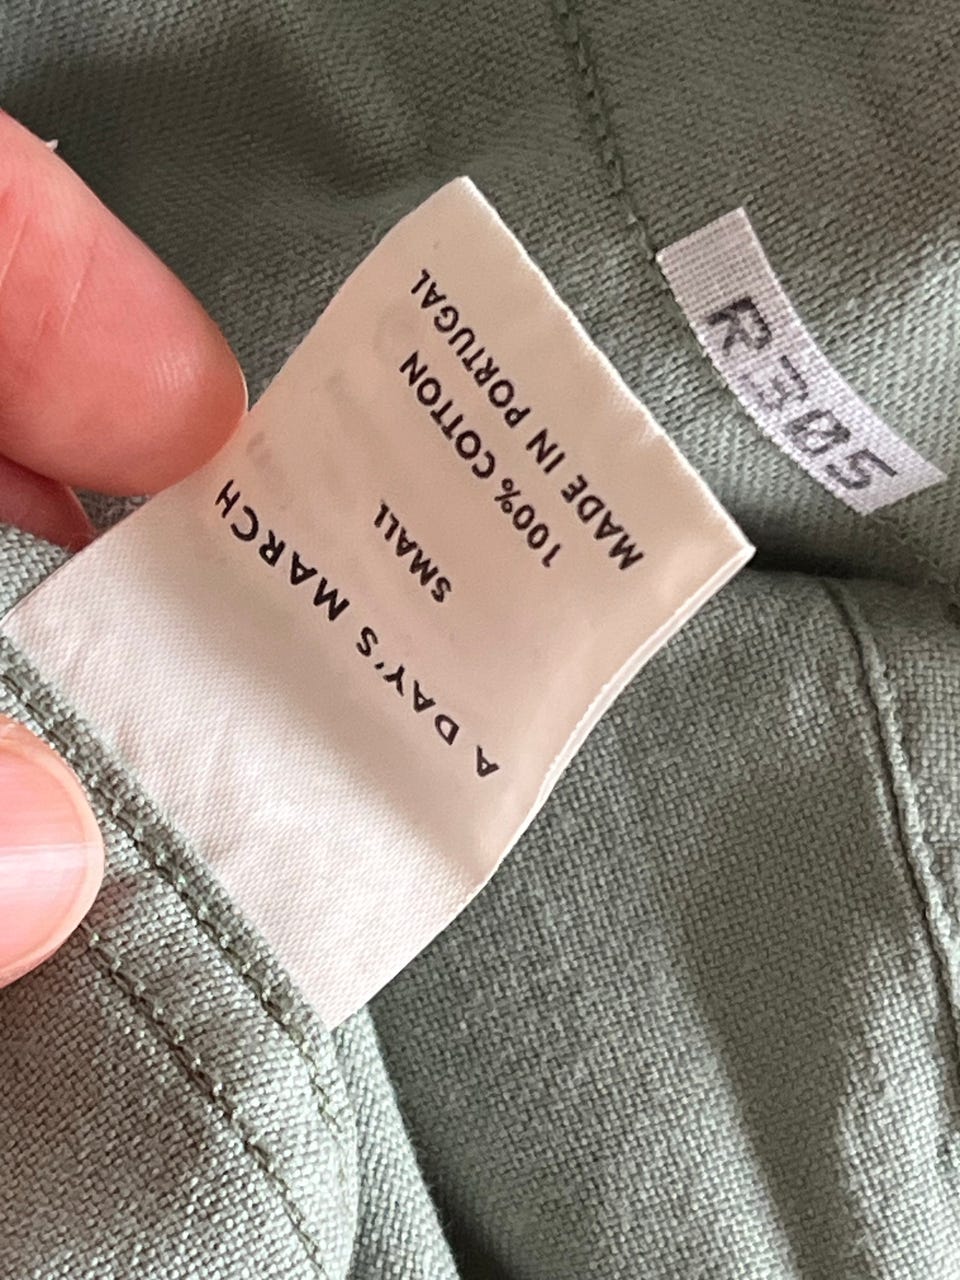 A DAY'S MARCH
SMALL
100% COTTON
MADE IN PORTUGAL
R305